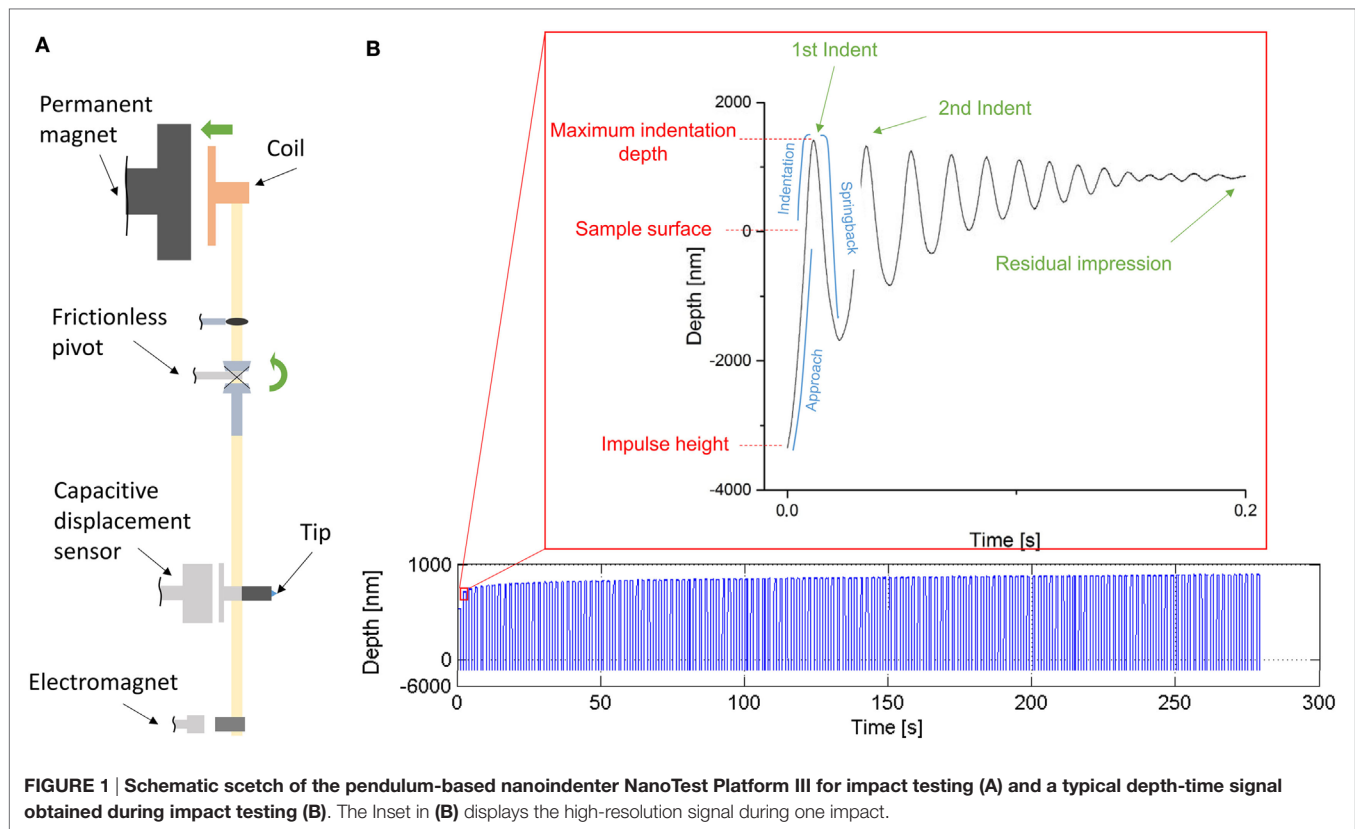 A
Permanent
magnet
Coil
Frictionless
pivot
Capacitive
displacement
sensor
Tip
Electromagnet
B
1st Indent
2nd Indent
2000
Maximum indentation
depth
Indentation
Springback
Sample surface
0
Depth [nm]
Residual impression
-2000
Approach
Impulse height
-4000
0.0
0.2
Time [s]
1000
Depth [nm]
0
-6000
0
50
100
150
200
250
300
Time [s]
FIGURE 1 | Schematic scetch of the pendulum-based nanoindenter NanoTest Platform III for impact testing (A) and a typical depth-time signal
obtained during impact testing (B). The Inset in (B) displays the high-resolution signal during one impact.